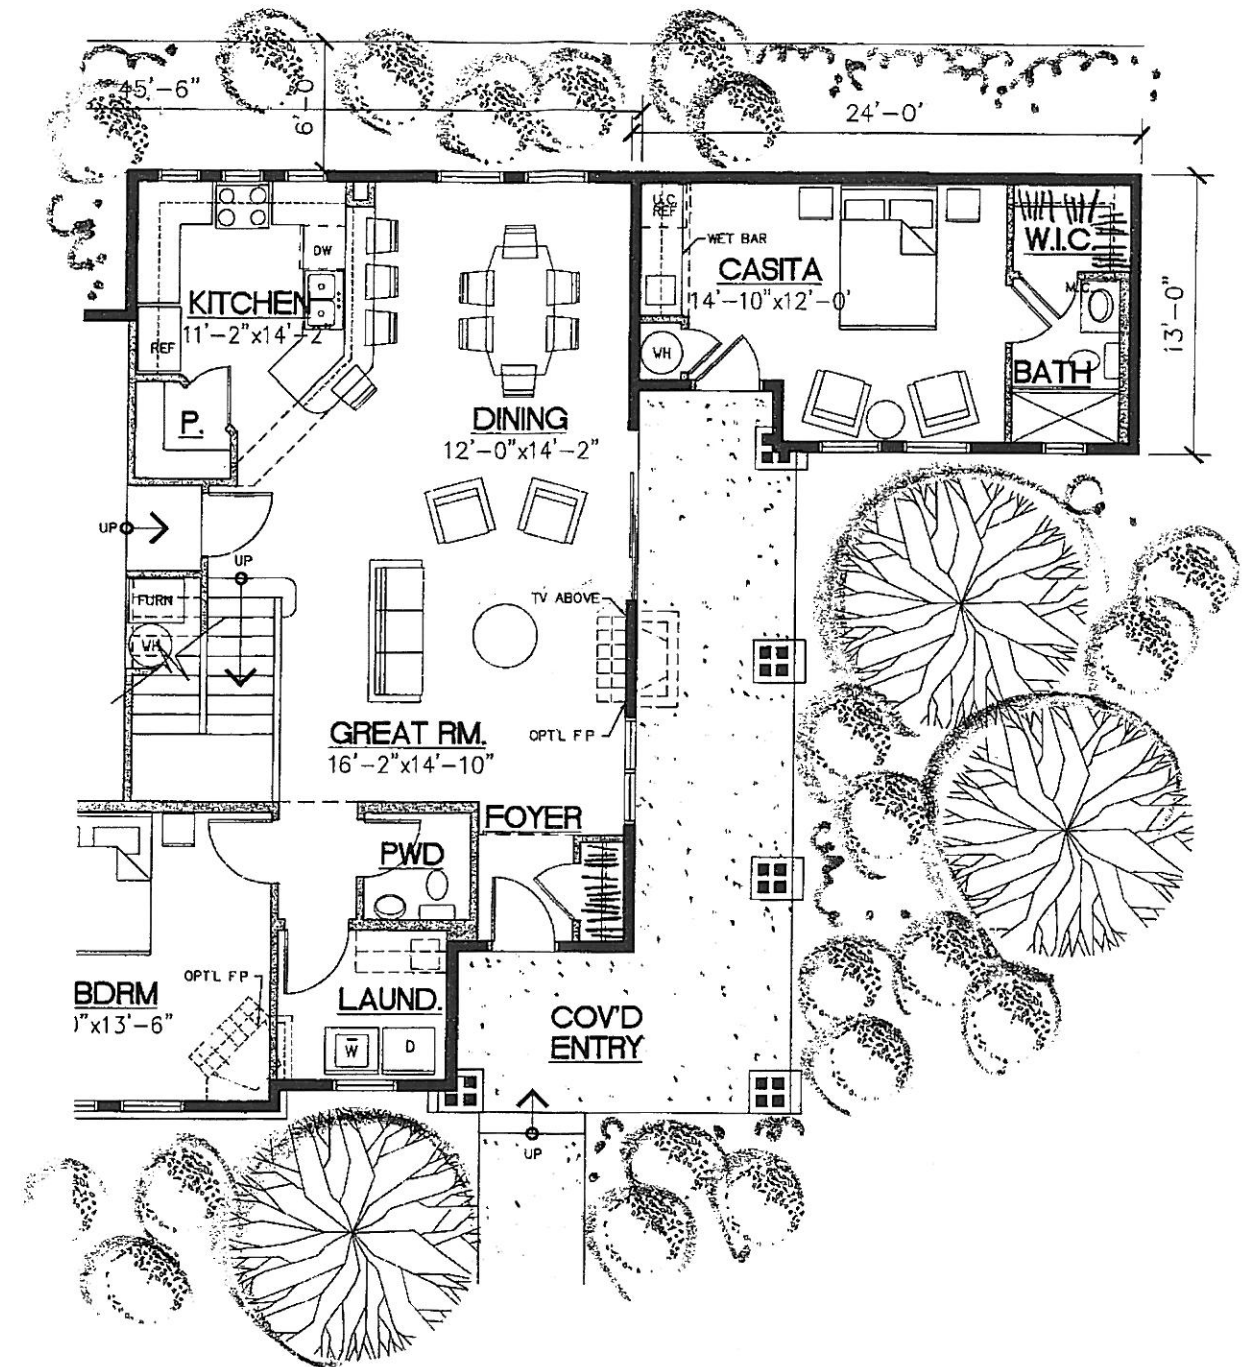 45'-6"
6'-0
24'-0'
13'-0"
U.C
REF
WET BAR
W.I.C.
DW
CASITA
14'-10"x12'-0'
M.C
KITCHEN
11'-2"x14'-2
REF
WH
BATH
P.
DINING
12'-0"x14'-2"
UP
UP
FURN
WH
TV ABOVE
GREAT RM.
16'-2"x14'-10"
OPT'L F P
FOYER
PWD
OPT'L FP
BDRM
"x13'-6"
LAUND.
W
D
COV'D
ENTRY
UP